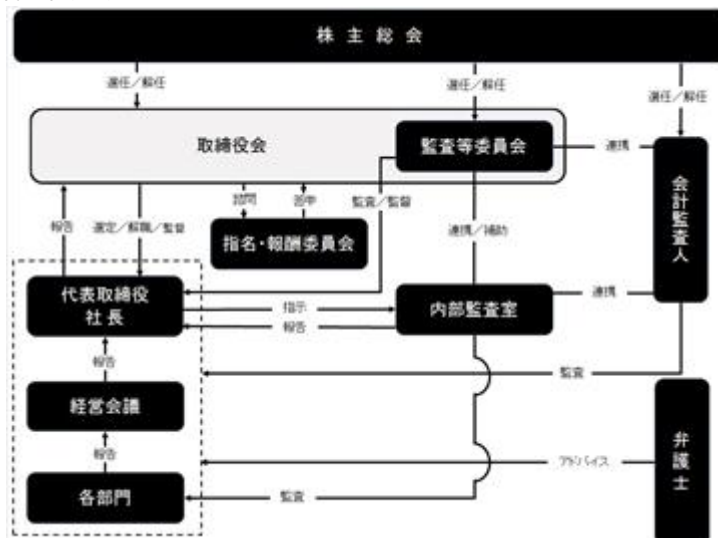 株主総会
選任／解任
選任／解任
選任／解任
取締役会
監査等委員会
連携
会計監査人
報告
選定／解職／監督
諮問
答申
監査／監督
連携／補助
指名・報酬委員会
代表取締役
社長
指示
報告
内部監査室
連携
報告
監査
経営会議
報告
アドバイス
弁護士
各部門
監査